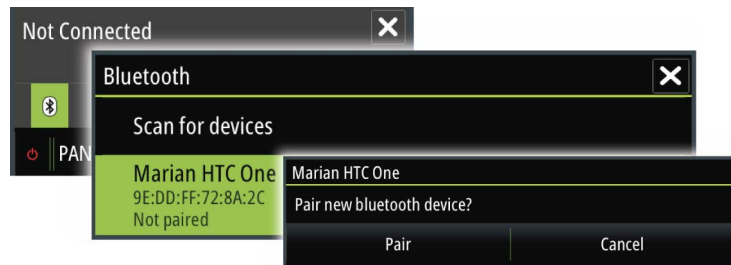 Not Connected
PAN
Bluetooth
Scan for devices
Marian HTC One
9E:DD:FF:72:8A:2C
Not paired
Marian HTC One
Pair new bluetooth device?
Pair
Cancel